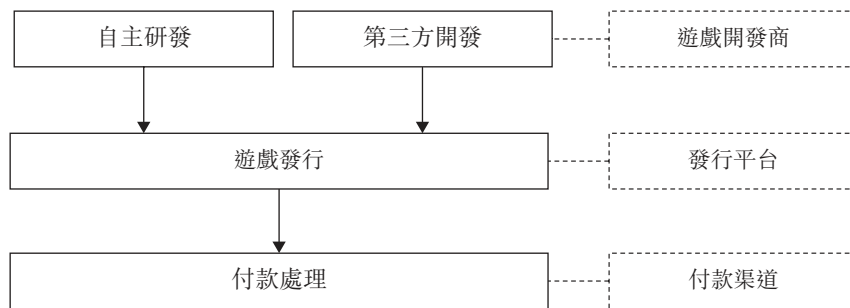 自主研發
第三方開發
遊戲開發商
遊戲發行
發行平台
付款處理
付款渠道